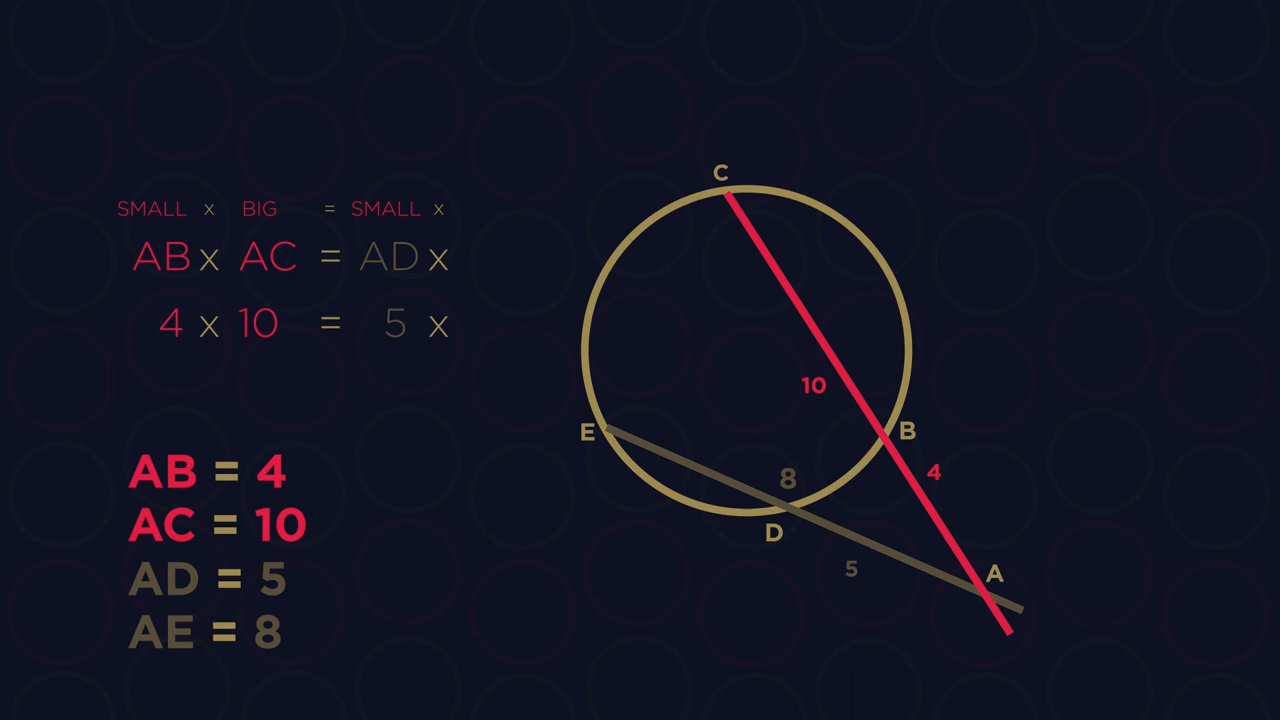 SMALL x BIG = SMALL x
AB x AC = AD x
4 x 10 = 5 x
AB = 4
AC = 10
AD = 5
AE = 8
C
10
E
B
8
4
D
5
A